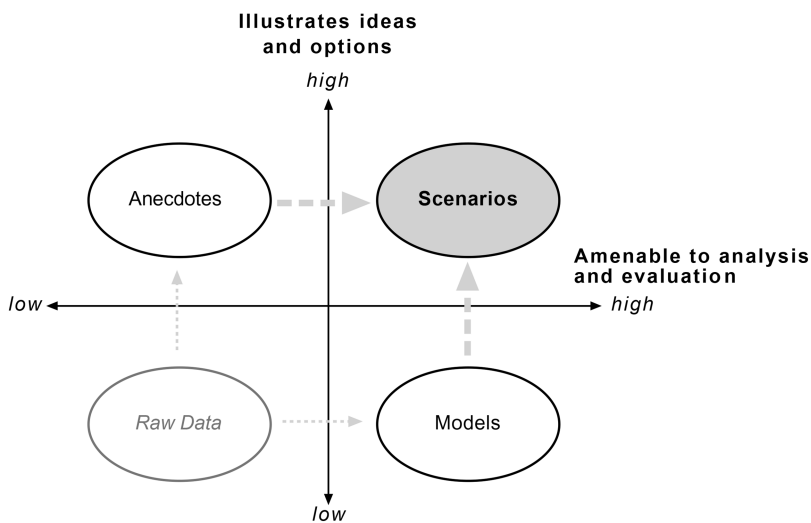 Illustrates ideas
and options
high
Anecdotes
Scenarios
Amenable to analysis
and evaluation
low
high
Raw Data
Models
low